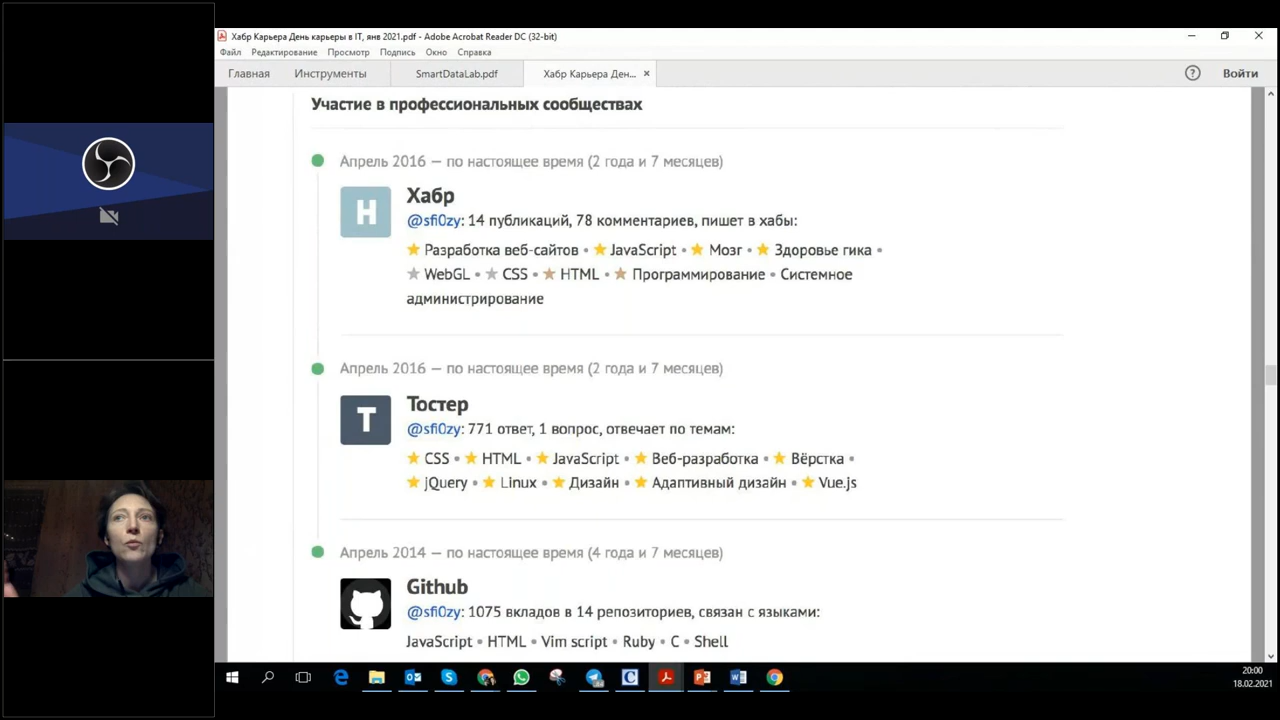 Хабр Карьера День карьеры в IT, янв 2021.pdf - Adobe Acrobat Reader DC (32-bit)
Файл Редактирование Просмотр Подпись Окно Справка
Главная Инструменты SmartDataLab.pdf Хабр Карьера Ден... × ? Войти
Участие в профессиональных сообществах
Апрель 2016 — по настоящее время (2 года и 7 месяцев)
H
Хабр
@sfi0zy: 14 публикаций, 78 комментариев, пишет в хабы:
★ Разработка веб-сайтов • ★ JavaScript • ★ Мозг • ★ Здоровье гика •
★ WebGL • ★ CSS • ★ HTML • ★ Программирование • Системное
администрирование
Апрель 2016 — по настоящее время (2 года и 7 месяцев)
T
Тостер
@sfi0zy: 771 ответ, 1 вопрос, отвечает по темам:
★ CSS • ★ HTML • ★ JavaScript • ★ Веб-разработка • ★ Вёрстка •
★ jQuery • ★ Linux • ★ Дизайн • ★ Адаптивный дизайн • ★ Vue.js
Апрель 2014 — по настоящее время (4 года и 7 месяцев)
Github
@sfi0zy: 1075 вкладов в 14 репозиториев, связан с языками:
JavaScript • HTML • Vim script • Ruby • C • Shell
20:00
18.02.2021